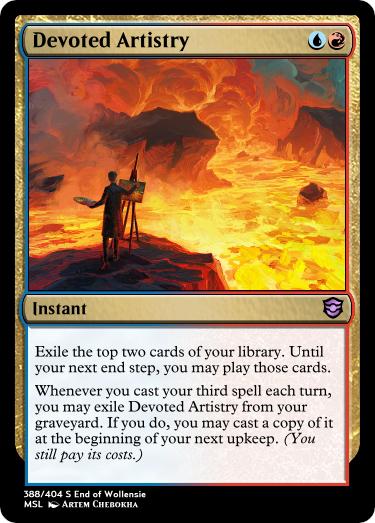 Devoted Artistry
Instant
Exile the top two cards of your library. Until
your next end step, you may play those cards.
Whenever you cast your third spell each turn,
you may exile Devoted Artistry from your
graveyard. If you do, you may cast a copy of it
at the beginning of your next upkeep. (You
still pay its costs.)
388/404 S End of Wollensie
MSL Artem Chebokha